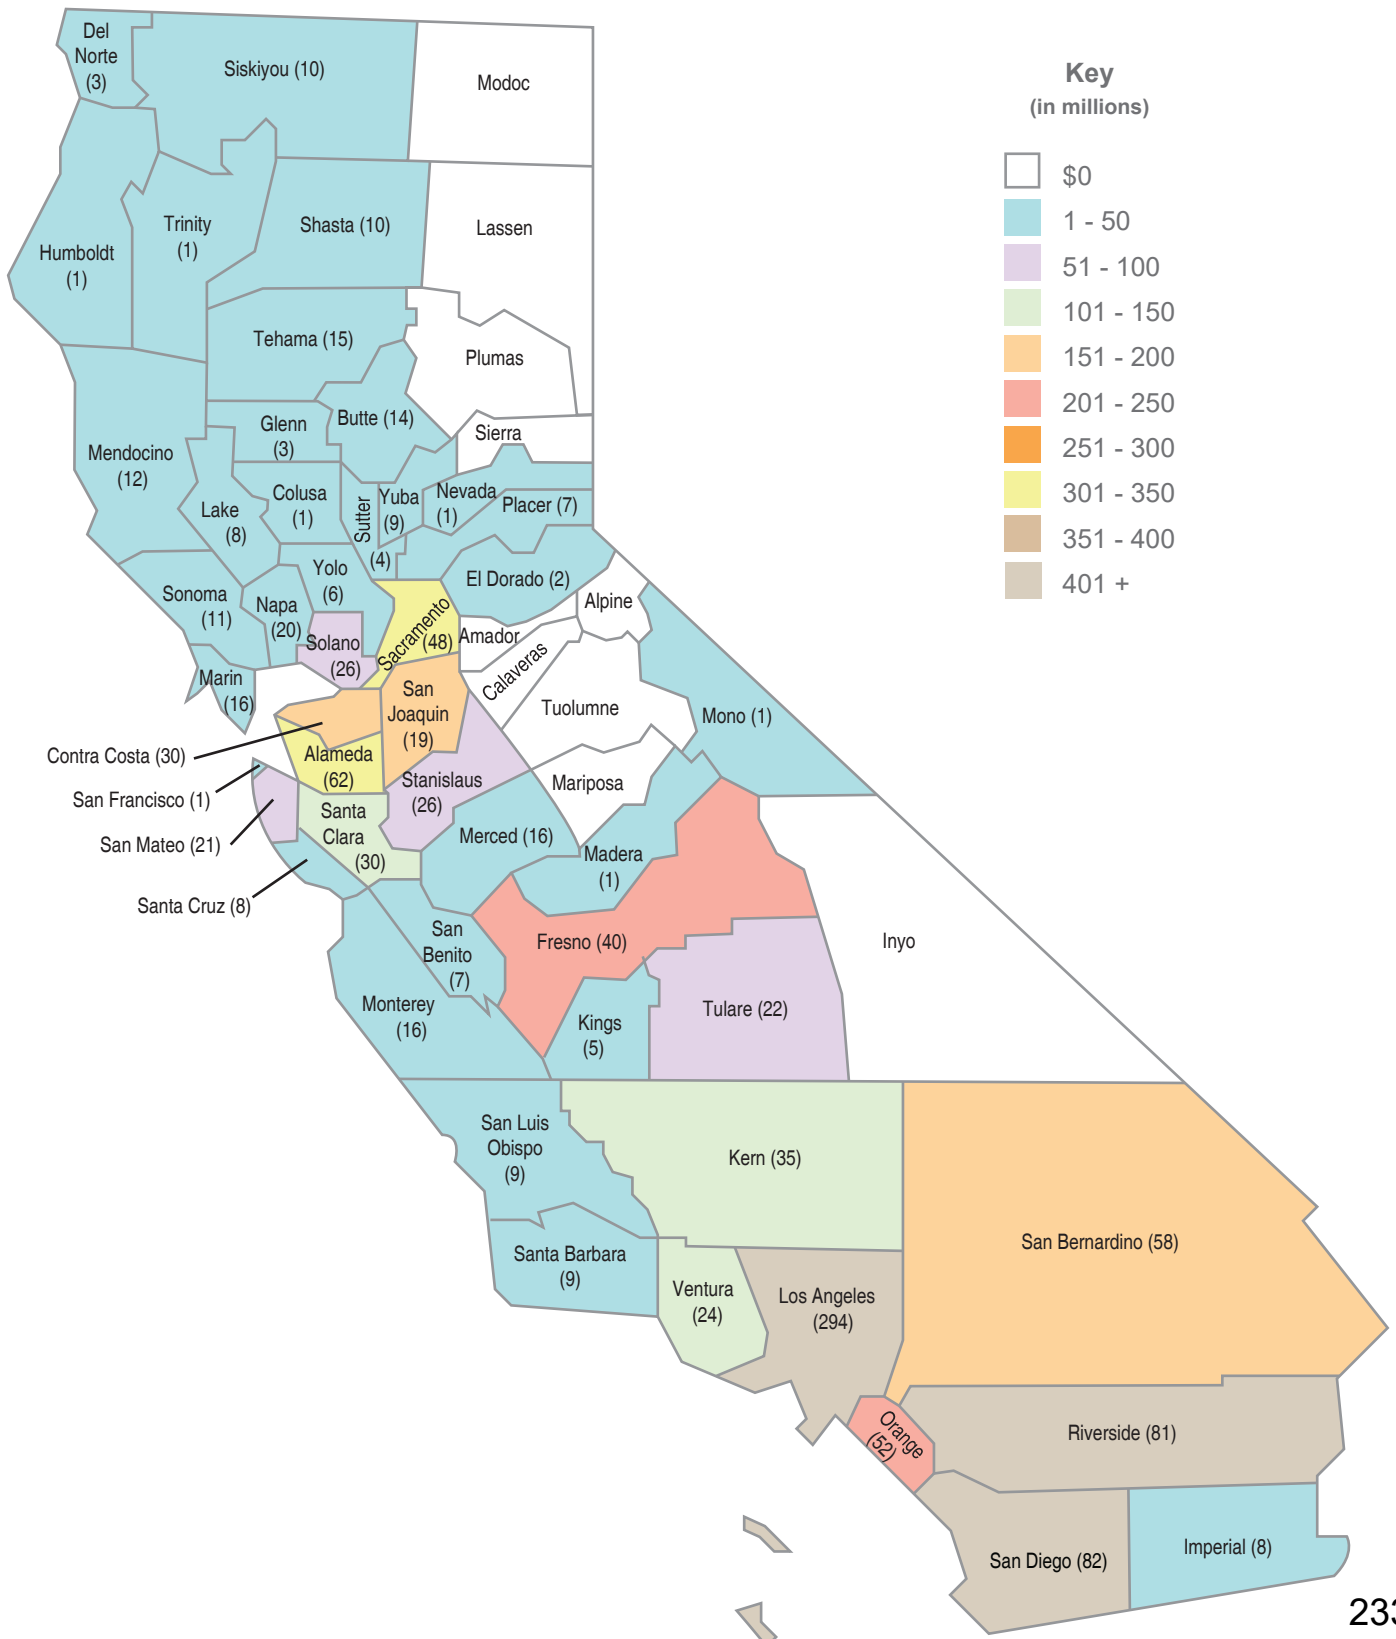 Key
(in millions)
$0
1 - 50
51 - 100
101 - 150
151 - 200
201 - 250
251 - 300
301 - 350
351 - 400
401 +
Del
Norte
(3)
Siskiyou (10)
Modoc
Humboldt
(1)
Trinity
(1)
Shasta (10)
Lassen
Tehama (15)
Plumas
Mendocino
(12)
Glenn
(3)
Butte (14)
Sierra
Lake
(8)
Colusa
(1)
Sutter
(4)
Yuba
(9)
Nevada
(1)
Placer (7)
Sonoma
(11)
Napa
(20)
Yolo
(6)
El Dorado (2)
Alpine
Solano
(26)
Sacramento
(48)
Amador
Calaveras
Marin
(16)
San
Joaquin
(19)
Tuolumne
Mono (1)
Contra Costa (30)
Alameda
(62)
Stanislaus
(26)
Mariposa
San Francisco (1)
San Mateo (21)
Santa
Clara
(30)
Merced (16)
Madera
(1)
Santa Cruz (8)
San
Benito
(7)
Fresno (40)
Inyo
Monterey
(16)
Kings
(5)
Tulare (22)
San Luis
Obispo
(9)
Kern (35)
San Bernardino (58)
Santa Barbara
(9)
Ventura
(24)
Los Angeles
(294)
Orange
(52)
Riverside (81)
San Diego (82)
Imperial (8)
233